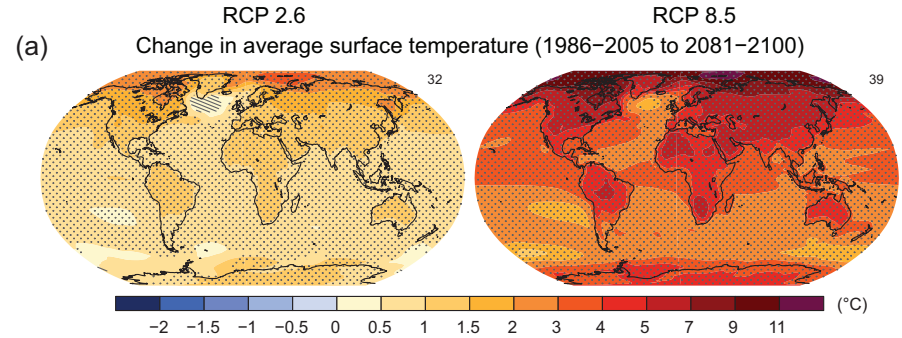 RCP 2.6 RCP 8.5
(a) Change in average surface temperature (1986−2005 to 2081−2100)
32 39
(°C)
−2 −1.5 −1 −0.5 0 0.5 1 1.5 2 3 4 5 7 9 11